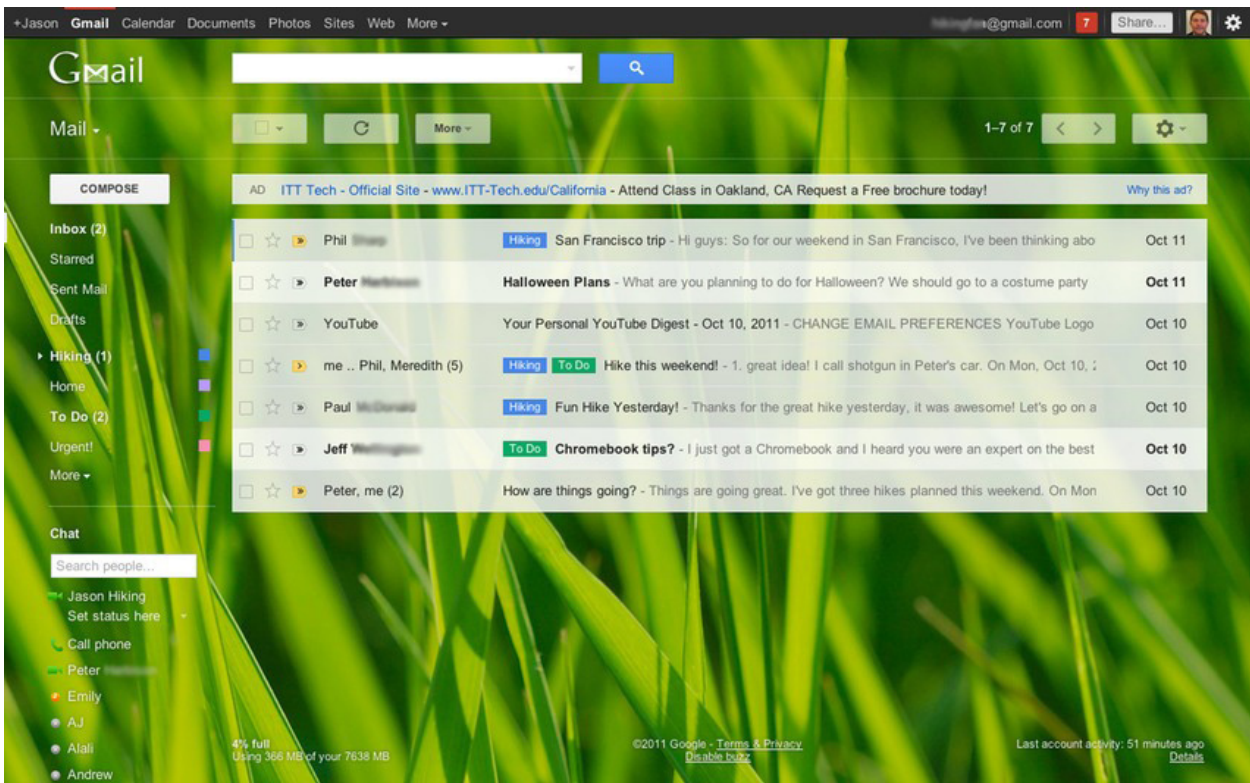 +Jason Gmail Calendar Documents Photos Sites Web More @gmail.com 7 Share...
Gmail
Mail More 1–7 of 7
COMPOSE
AD ITT Tech - Official Site - www.ITT-Tech.edu/California - Attend Class in Oakland, CA Request a Free brochure today! Why this ad?
Inbox (2)
Starred
Sent Mail
Drafts
Hiking (1)
Home
To Do (2)
Urgent!
More
Phil Hiking San Francisco trip - Hi guys: So for our weekend in San Francisco, I've been thinking abo Oct 11
Peter Halloween Plans - What are you planning to do for Halloween? We should go to a costume party Oct 11
YouTube Your Personal YouTube Digest - Oct 10, 2011 - CHANGE EMAIL PREFERENCES YouTube Logo Oct 10
me .. Phil, Meredith (5) Hiking To Do Hike this weekend! - 1. great idea! I call shotgun in Peter's car. On Mon, Oct 10, Oct 10
Paul Hiking Fun Hike Yesterday! - Thanks for the great hike yesterday, it was awesome! Let's go on a Oct 10
Jeff To Do Chromebook tips? - I just got a Chromebook and I heard you were an expert on the best Oct 10
Peter, me (2) How are things going? - Things are going great. I've got three hikes planned this weekend. On Mon Oct 10
Chat
Search people...
Jason Hiking
Set status here
Call phone
Peter
Emily
AJ
Alali
Andrew
4% full
Using 366 MB of your 7638 MB
©2011 Google - Terms & Privacy
Disable buzz
Last account activity: 51 minutes ago
Details